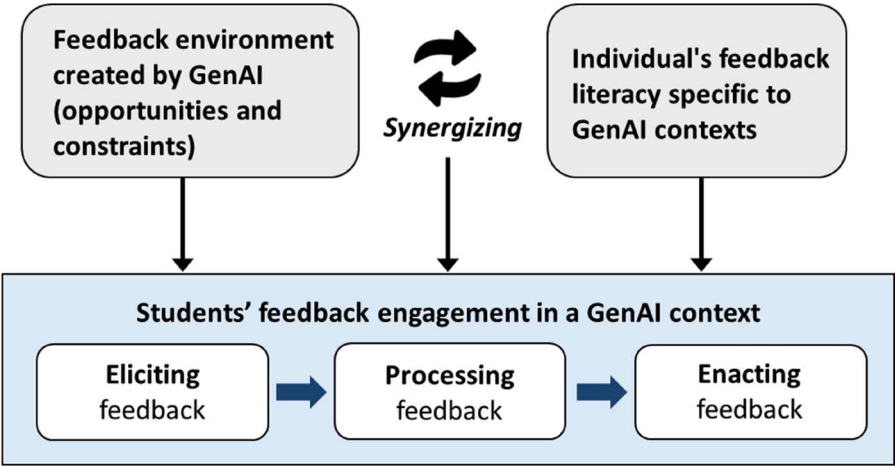 Feedback environment
created by GenAI
(opportunities and
constraints)
Synergizing
Individual's feedback
literacy specific to
GenAI contexts
Students’ feedback engagement in a GenAI context
Eliciting
feedback
Processing
feedback
Enacting
feedback